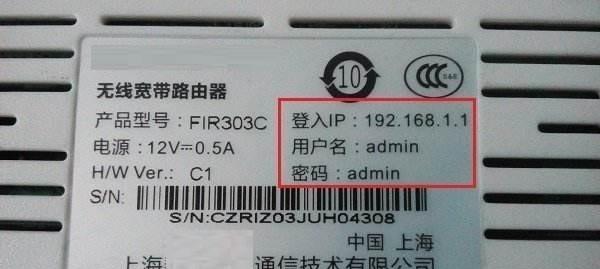 10
无线宽带路由器
产品型号：FIR303C 登入IP：192.168.1.1
电源：12V⎓0.5A 用户名：admin
H/W Ver.: C1 密码：admin
S/N:
S/N:CZRIZ03JUH04308
中国 上海
上海 通信技术有限公司